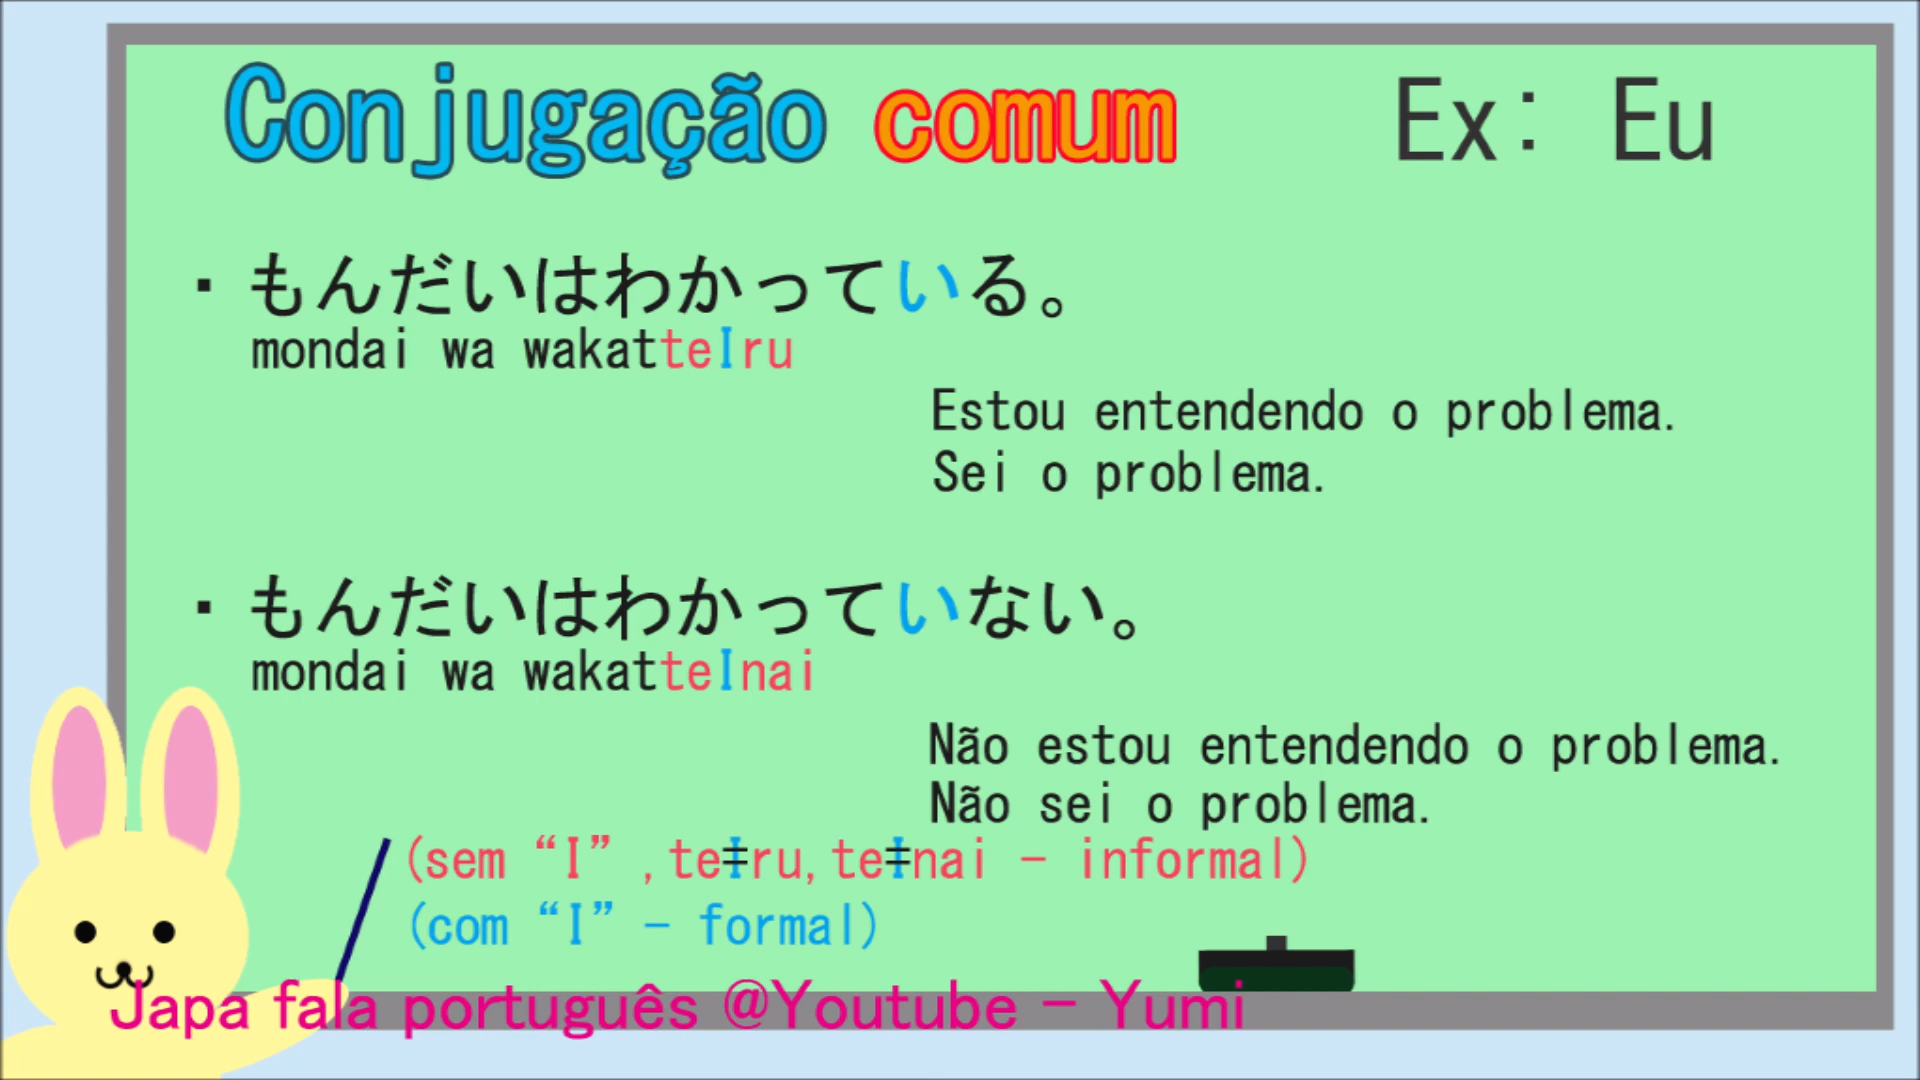 Conjugação comum Ex: Eu
・もんだいはわかっている。
mondai wa wakatteIru
Estou entendendo o problema.
Sei o problema.
・もんだいはわかっていない。
mondai wa wakatteInai
Não estou entendendo o problema.
Não sei o problema.
(sem “I” ,teIru,teInai - informal)
(com “I” - formal)
Japa fala português @Youtube - Yumi